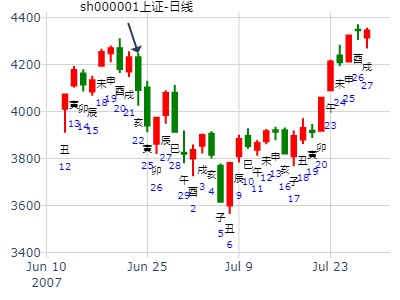 sh000001上证-日线
4400
4200
4000
3800
3600
3400
丑
12
寅
13
卯
14
辰
15
未
18
申
19
酉
20
戌
21
亥
22
寅
25
卯
26
辰
27
巳
28
午
29
酉
2
戌
3
亥
4
子
5
丑
6
辰
9
巳
10
午
11
未
12
申
13
亥
16
子
17
丑
18
寅
19
卯
20
午
23
未
24
申
25
酉
26
戌
27
Jun 10
Jun 25
Jul 9
Jul 23
2007